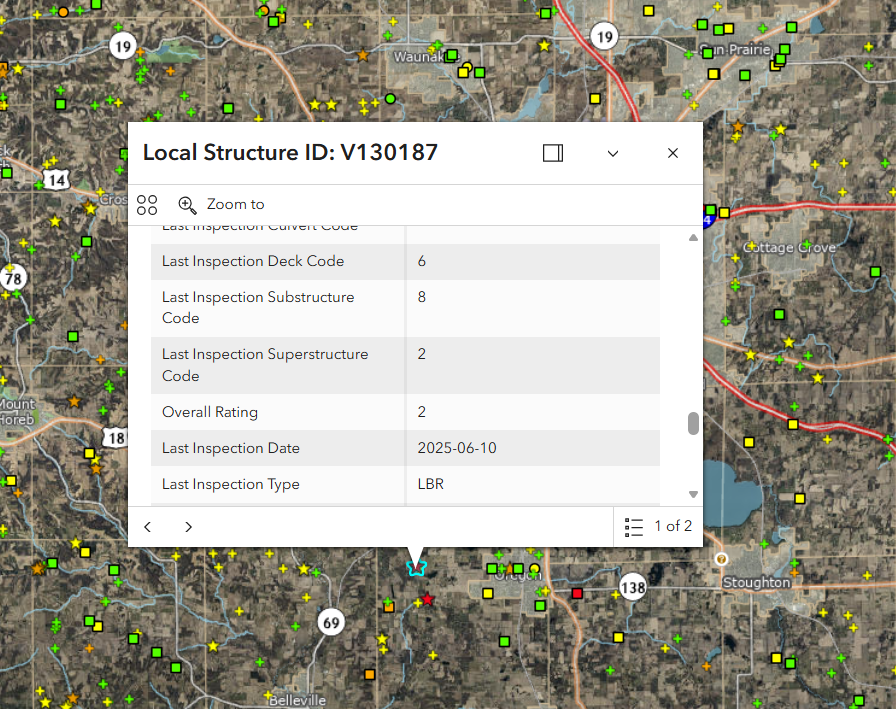 19
19
Waunak
Sun-Prairie
Local Structure ID: V130187
14
Cros
Zoom to
Last Inspection Culvert Code
4
Last Inspection Deck Code
6
Cottage Grove
78
Last Inspection Substructure
Code
8
Last Inspection Superstructure
Code
2
Mount
Horeb
Overall Rating
2
18
Last Inspection Date
2025-06-10
Last Inspection Type
LBR
1 of 2
Oregon
138
Stoughton
69
Belleville